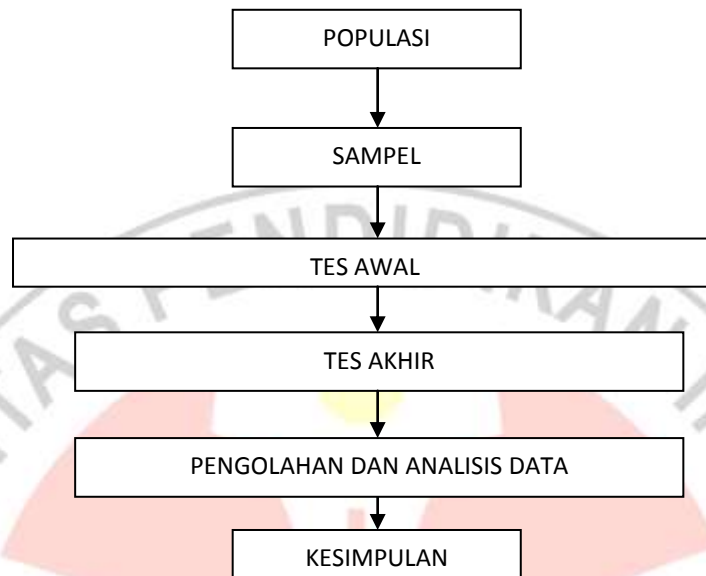 POPULASI
SAMPEL
TES AWAL
TES AKHIR
PENGOLAHAN DAN ANALISIS DATA
KESIMPULAN